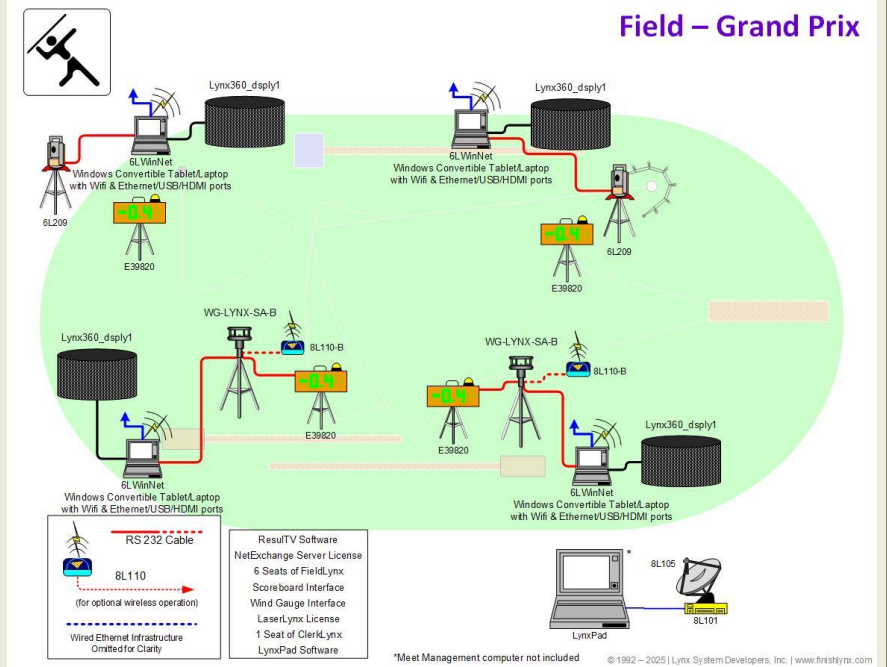 Field – Grand Prix
Lynx360_dsply1
Lynx360_dsply1
6LWinNet
Windows Convertible Tablet/Laptop
with Wifi & Ethernet/USB/HDMI ports
6L209
-0.4
E39820
6LWinNet
Windows Convertible Tablet/Laptop
with Wifi & Ethernet/USB/HDMI ports
6L209
-0.4
E39820
WG-LYNX-SA-B
8L110-B
-0.4
E39820
Lynx360_dsply1
6LWinNet
Windows Convertible Tablet/Laptop
with Wifi & Ethernet/USB/HDMI ports
WG-LYNX-SA-B
8L110-B
-0.4
E39820
Lynx360_dsply1
6LWinNet
Windows Convertible Tablet/Laptop
with Wifi & Ethernet/USB/HDMI ports
RS 232 Cable
8L110
(for optional wireless operation)
Wired Ethernet Infrastructure
Omitted for Clarity
ResulTV Software
NetExchange Server License
6 Seats of FieldLynx
Scoreboard Interface
Wind Gauge Interface
LaserLynx License
1 Seat of ClerkLynx
LynxPad Software
*
8L105
8L101
LynxPad
*Meet Management computer not included
© 1992 – 2025 | Lynx System Developers, Inc. | www.finishlynx.com